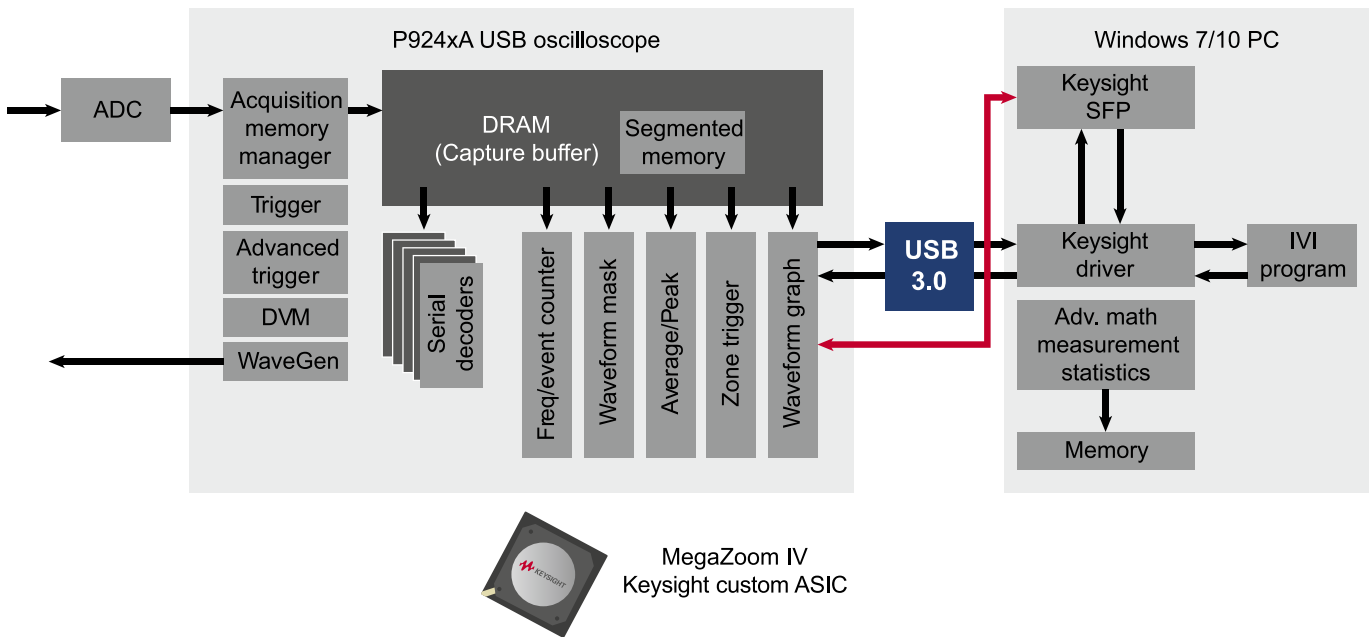 P924xA USB oscilloscope
Windows 7/10 PC
ADC
Acquisition
memory
manager
DRAM
(Capture buffer)
Segmented
memory
Keysight
SFP
Trigger
Advanced
trigger
DVM
WaveGen
Serial
decoders
Freq/event counter
Waveform mask
Average/Peak
Zone trigger
Waveform graph
USB
3.0
Keysight
driver
IVI
program
Adv. math
measurement
statistics
Memory
KEYSIGHT
MegaZoom IV
Keysight custom ASIC